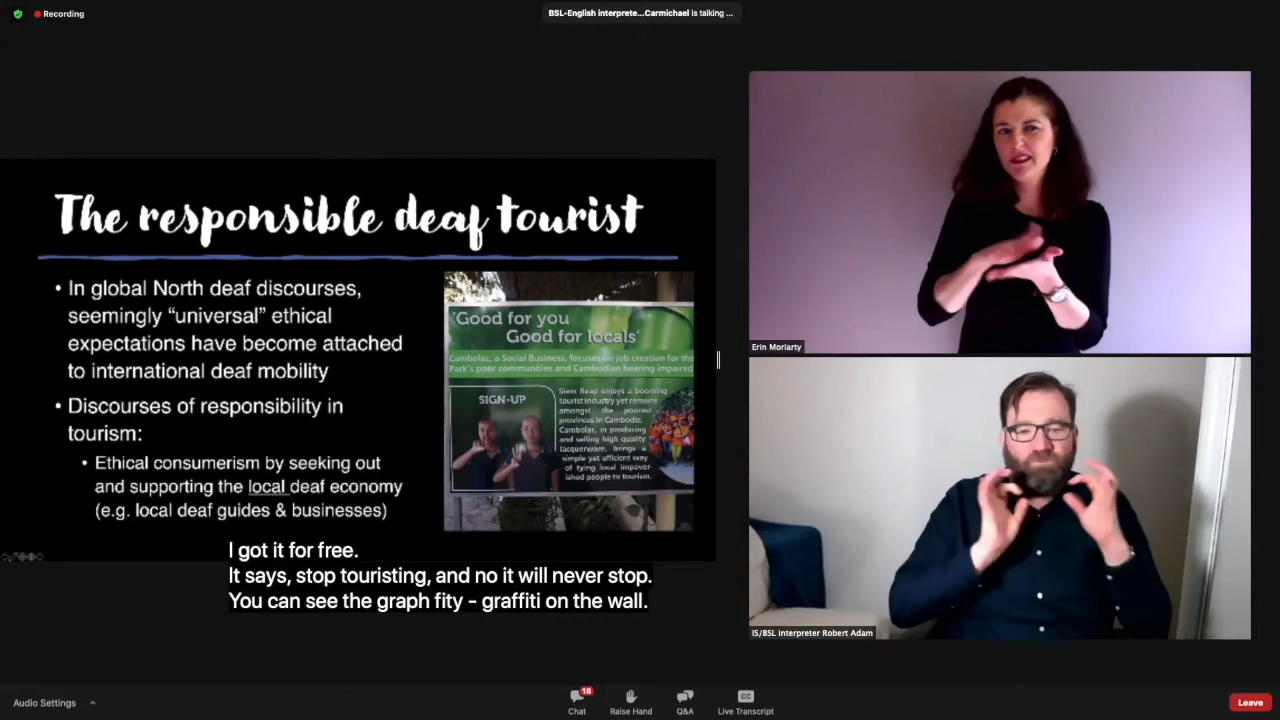 Recording
BSL-English interprete...Carmichael is talking ...
The responsible deaf tourist
• In global North deaf discourses,
seemingly “universal” ethical
expectations have become attached
to international deaf mobility
• Discourses of responsibility in
tourism:
• Ethical consumerism by seeking out
and supporting the local deaf economy
(e.g. local deaf guides & businesses)
'Good for you
Good for locals'
Cambolac, a Social Business, focuses on job creation for the
Park's poor communities and Cambodian hearing impaired
SIGN-UP
Siem Reap enjoys a booming
tourist industry yet remains
amongst the poorest
provinces in Cambodia.
Cambolac, in producing
and selling high quality
lacquerware, brings a
simple yet efficient way
of tying local impover-
ished people to tourism.
I got it for free.
It says, stop touristing, and no it will never stop.
You can see the graph fity - graffiti on the wall.
Erin Moriarty
IS/BSL Interpreter Robert Adam
Audio Settings
18
Chat
Raise Hand
Q&A
CC
Live Transcript
Leave